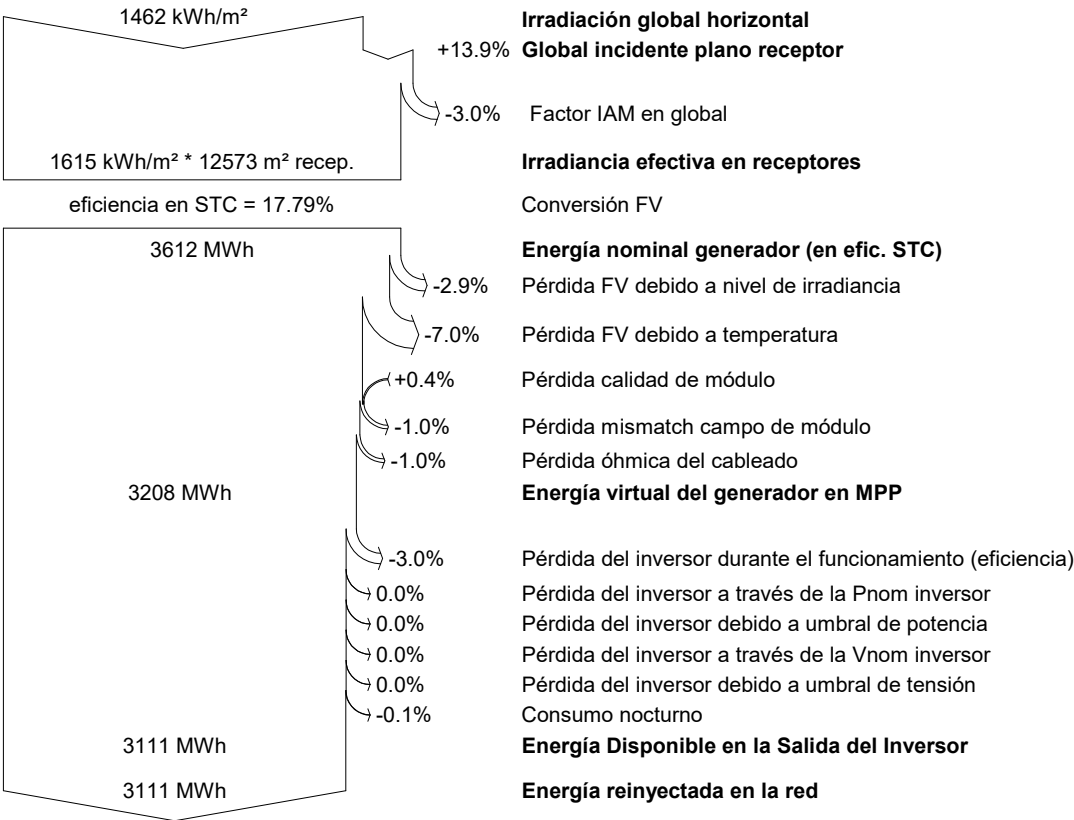 1462 kWh/m² Irradiación global horizontal
+13.9% Global incidente plano receptor
-3.0% Factor IAM en global
1615 kWh/m² * 12573 m² recep. Irradiancia efectiva en receptores
eficiencia en STC = 17.79% Conversión FV
3612 MWh Energía nominal generador (en efic. STC)
-2.9% Pérdida FV debido a nivel de irradiancia
-7.0% Pérdida FV debido a temperatura
+0.4% Pérdida calidad de módulo
-1.0% Pérdida mismatch campo de módulo
-1.0% Pérdida óhmica del cableado
3208 MWh Energía virtual del generador en MPP
-3.0% Pérdida del inversor durante el funcionamiento (eficiencia)
0.0% Pérdida del inversor a través de la Pnom inversor
0.0% Pérdida del inversor debido a umbral de potencia
0.0% Pérdida del inversor a través de la Vnom inversor
0.0% Pérdida del inversor debido a umbral de tensión
-0.1% Consumo nocturno
3111 MWh Energía Disponible en la Salida del Inversor
3111 MWh Energía reinyectada en la red